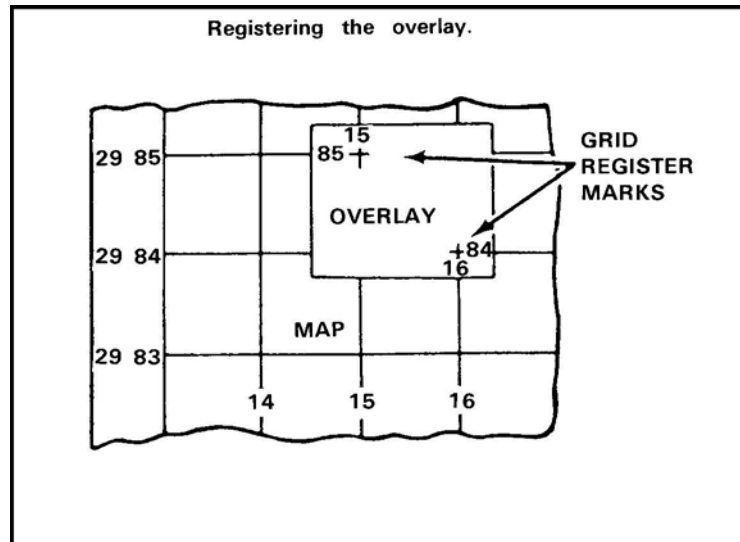 Registering the overlay.
15
29 85
85
GRID
REGISTER
MARKS
OVERLAY
29 84
84
16
MAP
29 83
14
15
16